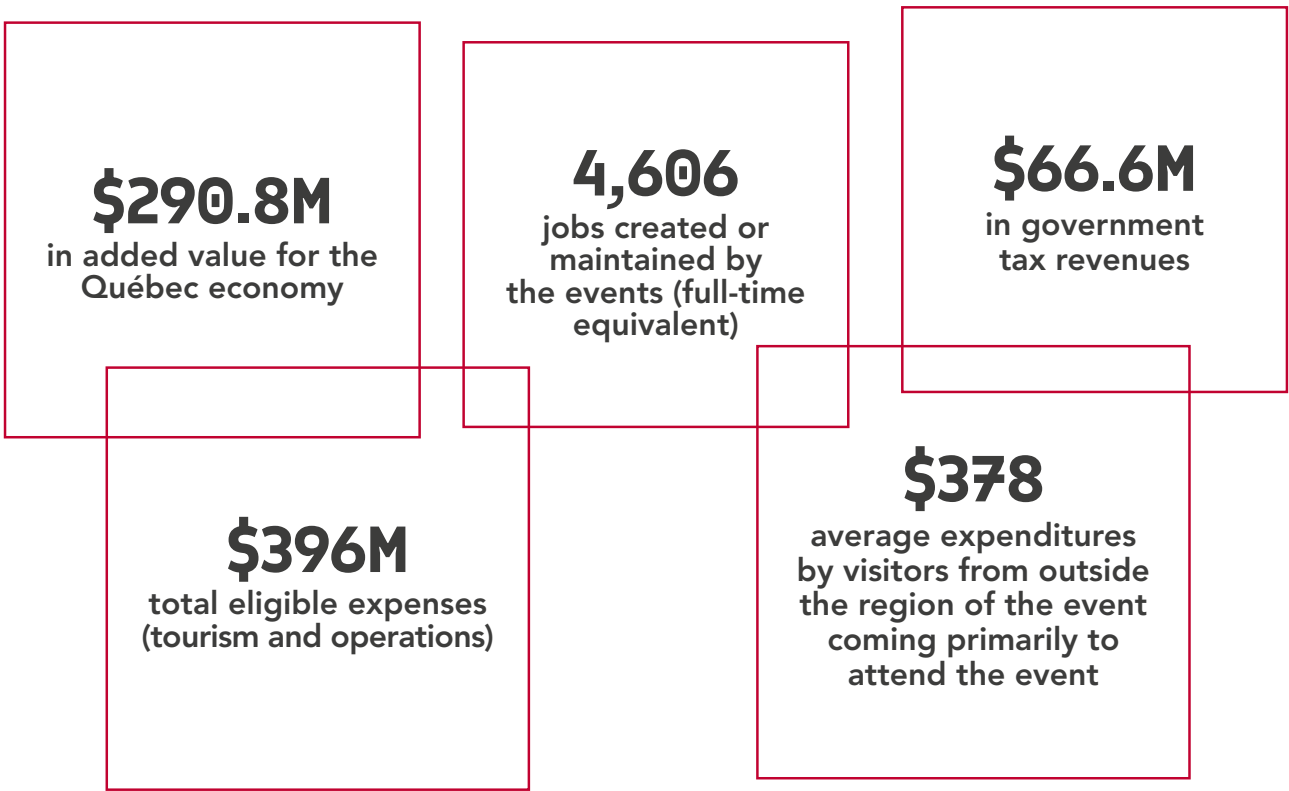 $290.8M
in added value for the
Québec economy
4,606
jobs created or
maintained by
the events (full-time
equivalent)
$66.6M
in government
tax revenues
$396M
total eligible expenses
(tourism and operations)
$378
average expenditures
by visitors from outside
the region of the event
coming primarily to
attend the event